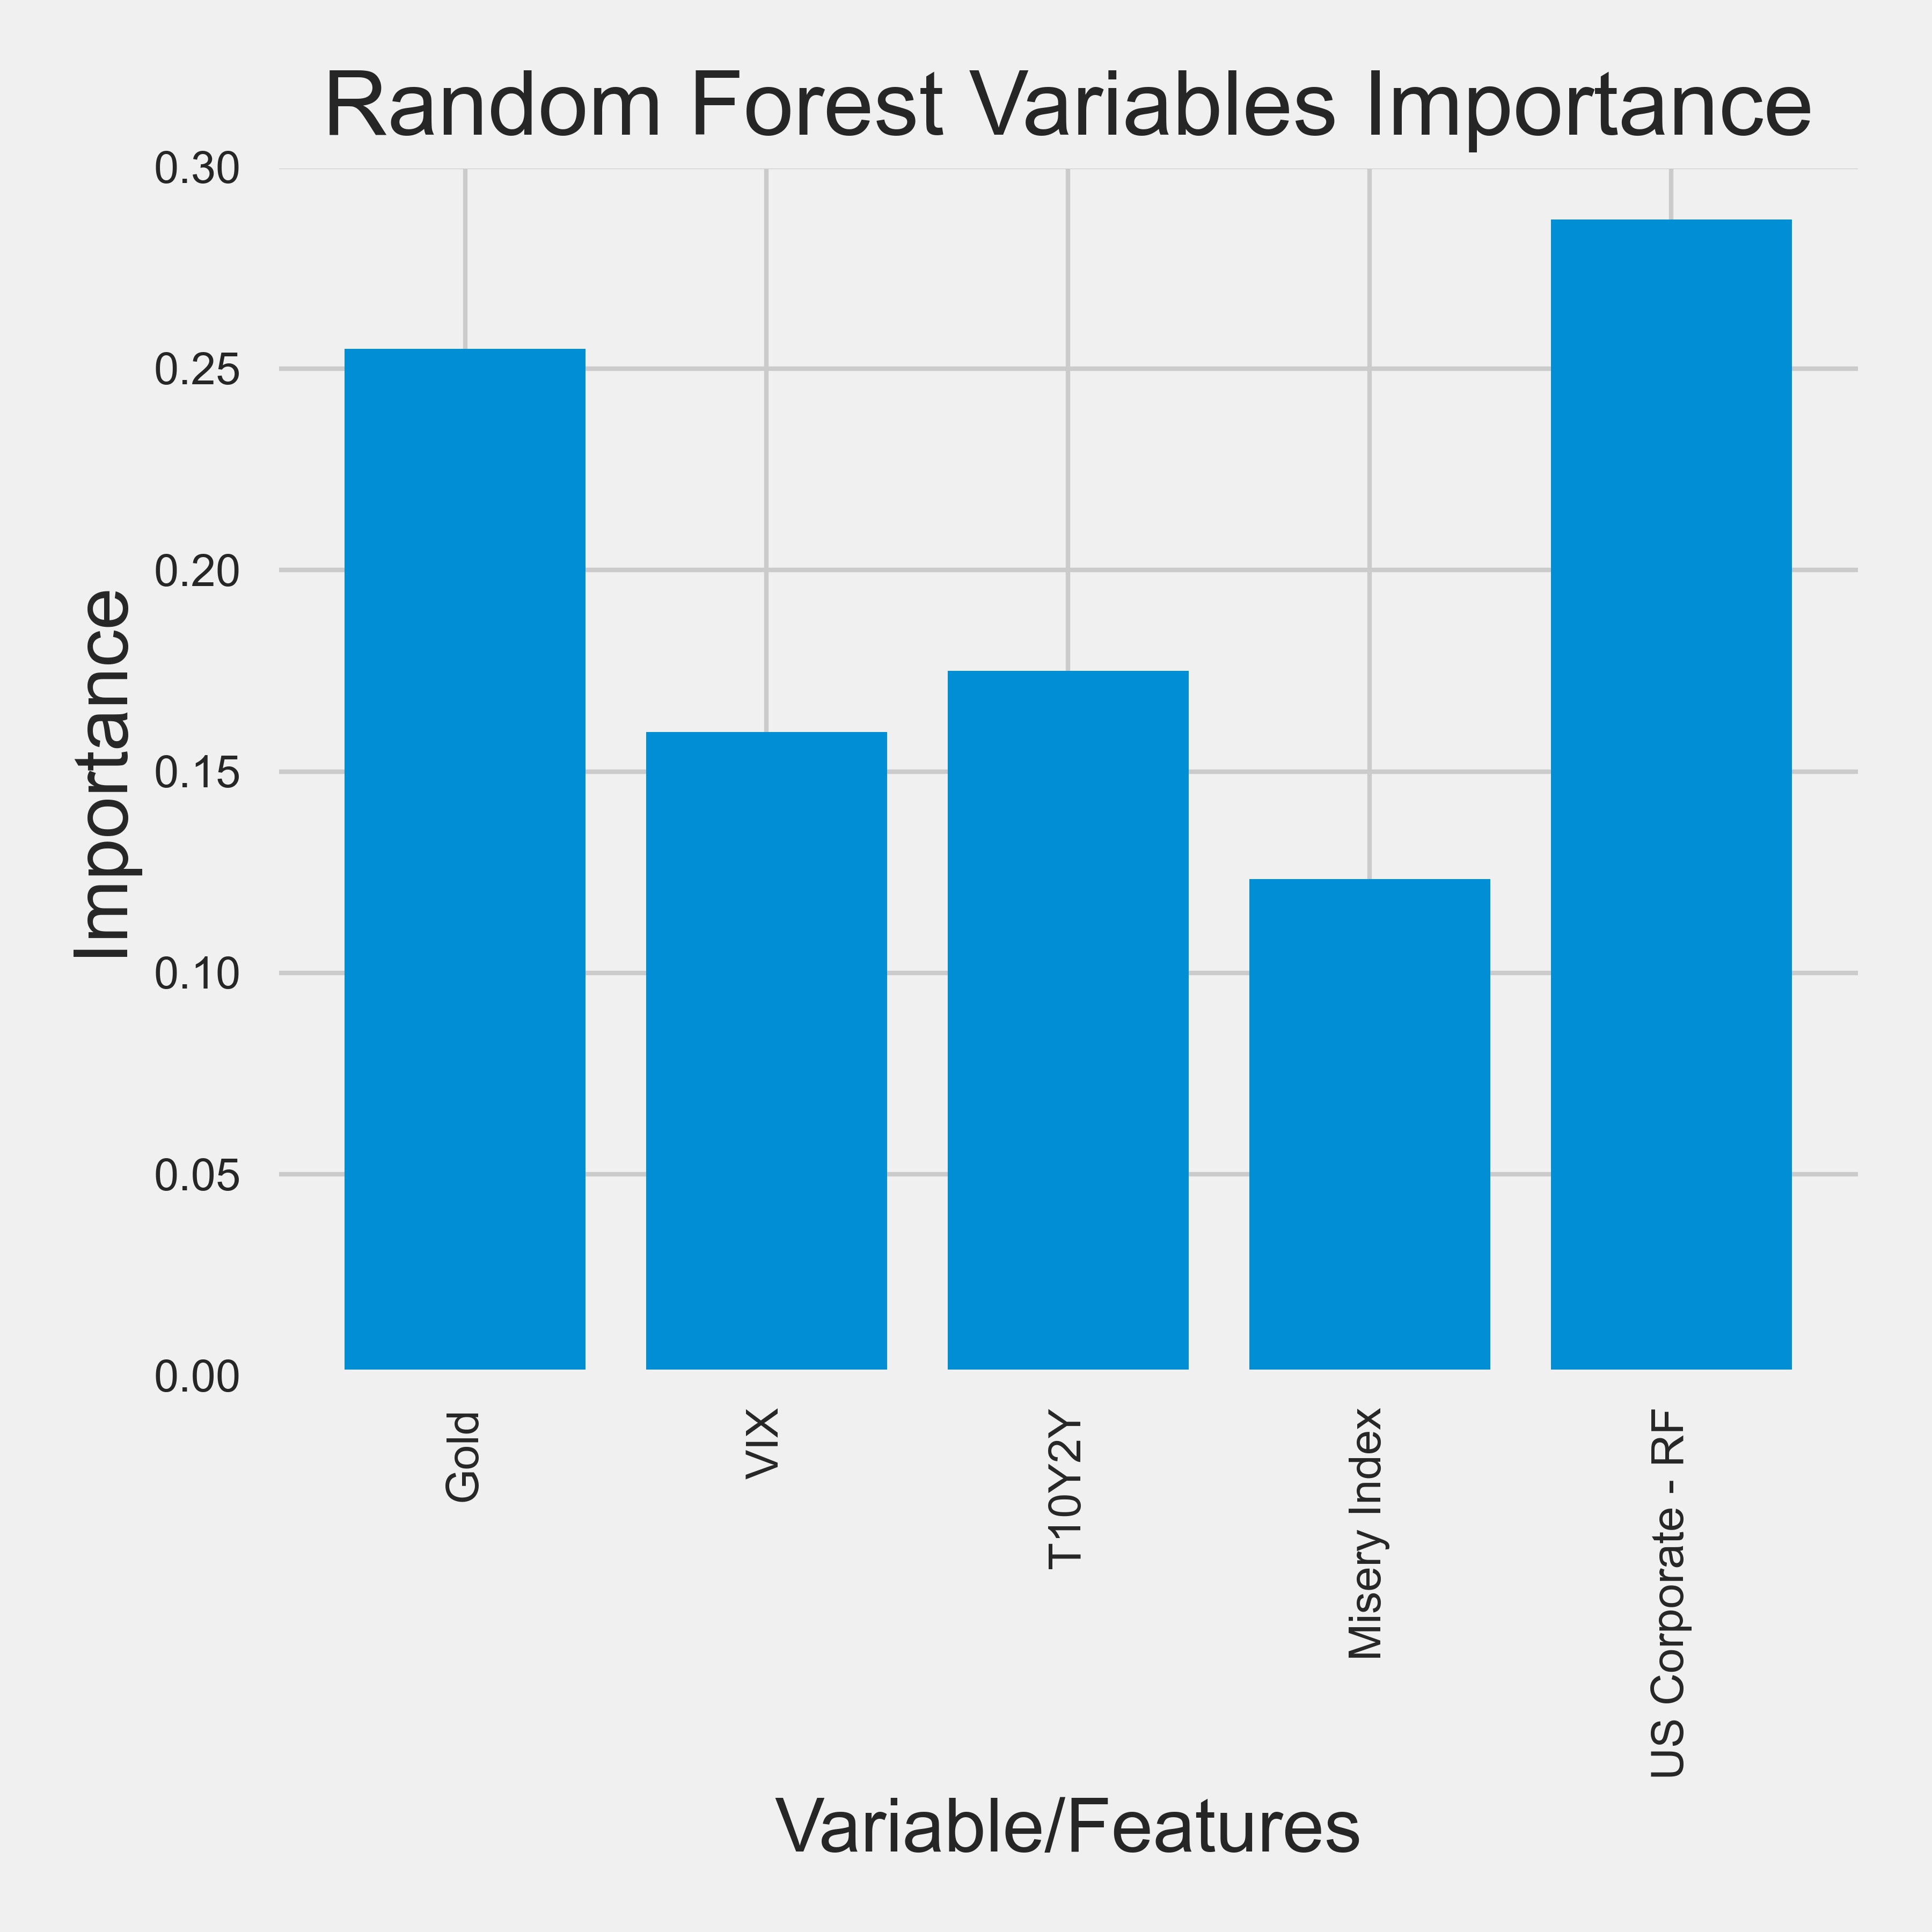 Random Forest Variables Importance
0.30
0.25
0.20
0.15
0.10
0.05
0.00
Importance
Gold
VIX
T10Y2Y
Misery Index
US Corporate - RF
Variable/Features